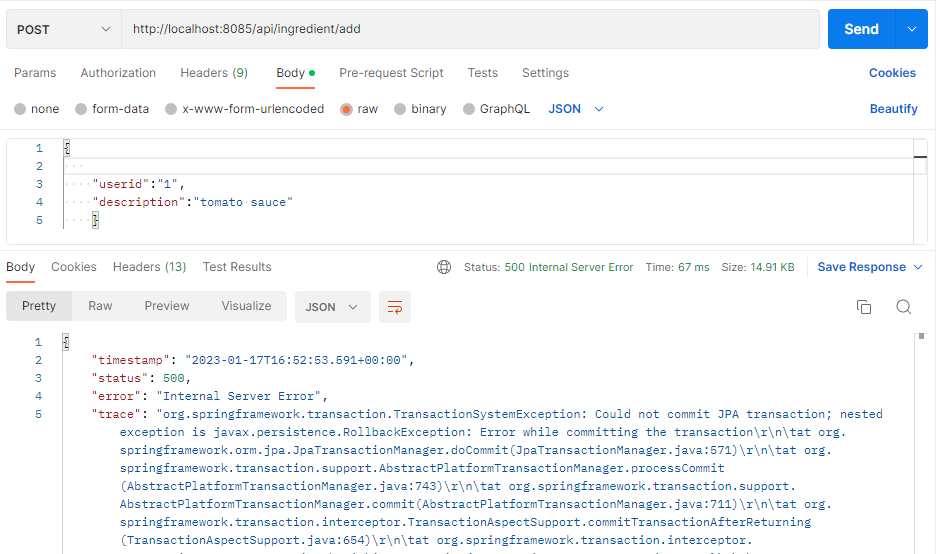 POST http://localhost:8085/api/ingredient/add Send
Params Authorization Headers (9) Body Pre-request Script Tests Settings Cookies
none form-data x-www-form-urlencoded raw binary GraphQL JSON Beautify
1 {
2
3 "userid":"1",
4 "description":"tomato sauce"
5 }
Body Cookies Headers (13) Test Results Status: 500 Internal Server Error Time: 67 ms Size: 14.91 KB Save Response
Pretty Raw Preview Visualize JSON
1 {
2 "timestamp": "2023-01-17T16:52:53.591+00:00",
3 "status": 500,
4 "error": "Internal Server Error",
5 "trace": "org.springframework.transaction.TransactionSystemException: Could not commit JPA transaction; nested
exception is javax.persistence.RollbackException: Error while committing the transaction\r\n\tat org.
springframework.orm.jpa.JpaTransactionManager.doCommit(JpaTransactionManager.java:571)\r\n\tat org.
springframework.transaction.support.AbstractPlatformTransactionManager.processCommit
(AbstractPlatformTransactionManager.java:743)\r\n\tat org.springframework.transaction.support.
AbstractPlatformTransactionManager.commit(AbstractPlatformTransactionManager.java:711)\r\n\tat org.
springframework.transaction.interceptor.TransactionAspectSupport.commitTransactionAfterReturning
(TransactionAspectSupport.java:654)\r\n\tat org.springframework.transaction.interceptor.